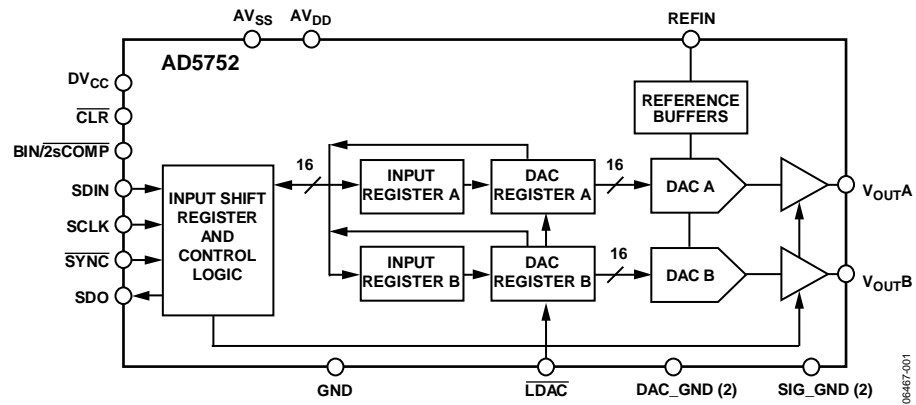 AVSS AVDD REFIN
AD5752
DVCC
CLR
BIN/2sCOMP
SDIN
SCLK
SYNC
SDO
INPUT SHIFT
REGISTER
AND
CONTROL
LOGIC
REFERENCE
BUFFERS
16
INPUT
REGISTER A
DAC
REGISTER A
16
DAC A
VOUTA
INPUT
REGISTER B
DAC
REGISTER B
16
DAC B
VOUTB
GND
LDAC
DAC_GND (2)
SIG_GND (2)
06467-001